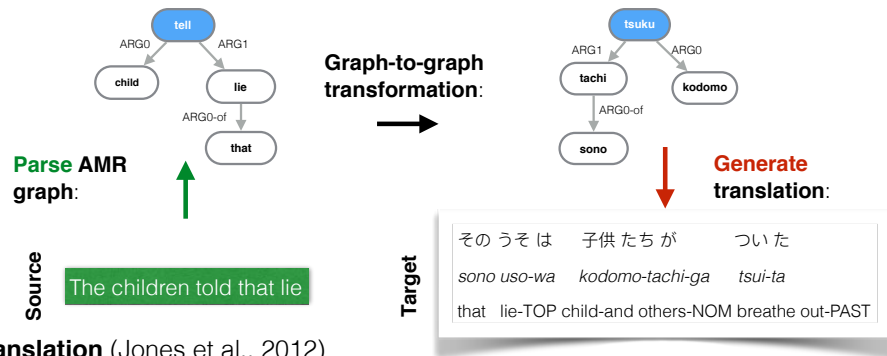 tell
tsuku
ARG0
ARG1
ARG1
ARG0
child
lie
Graph-to-graph
transformation:
tachi
kodomo
ARG0-of
ARG0-of
that
sono
Parse AMR
graph:
Generate
translation:
Source
The children told that lie
Target
その うそ は 子供 たち が つい た
sono uso-wa kodomo-tachi-ga tsui-ta
that lie-TOP child-and others-NOM breathe out-PAST
anslation (Jones et al., 2012)